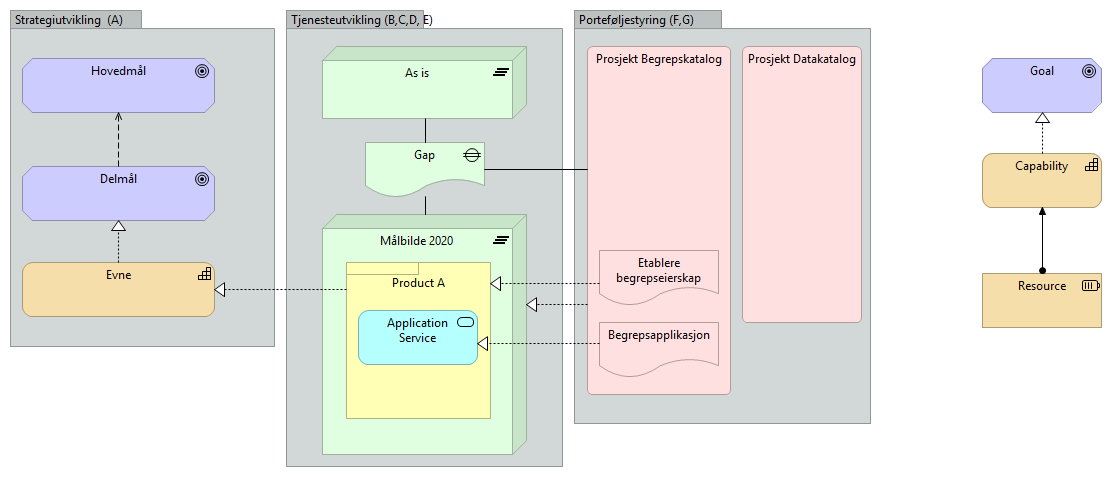 Strategiutvikling (A)
Hovedmål
Delmål
Evne
Tjenesteutvikling (B,C,D, E)
As is
Gap
Målbilde 2020
Product A
Application
Service
Porteføljestyring (F,G)
Prosjekt Begrepskatalog
Etablere
begrepseierskap
Begrepsapplikasjon
Prosjekt Datakatalog
Goal
Capability
Resource